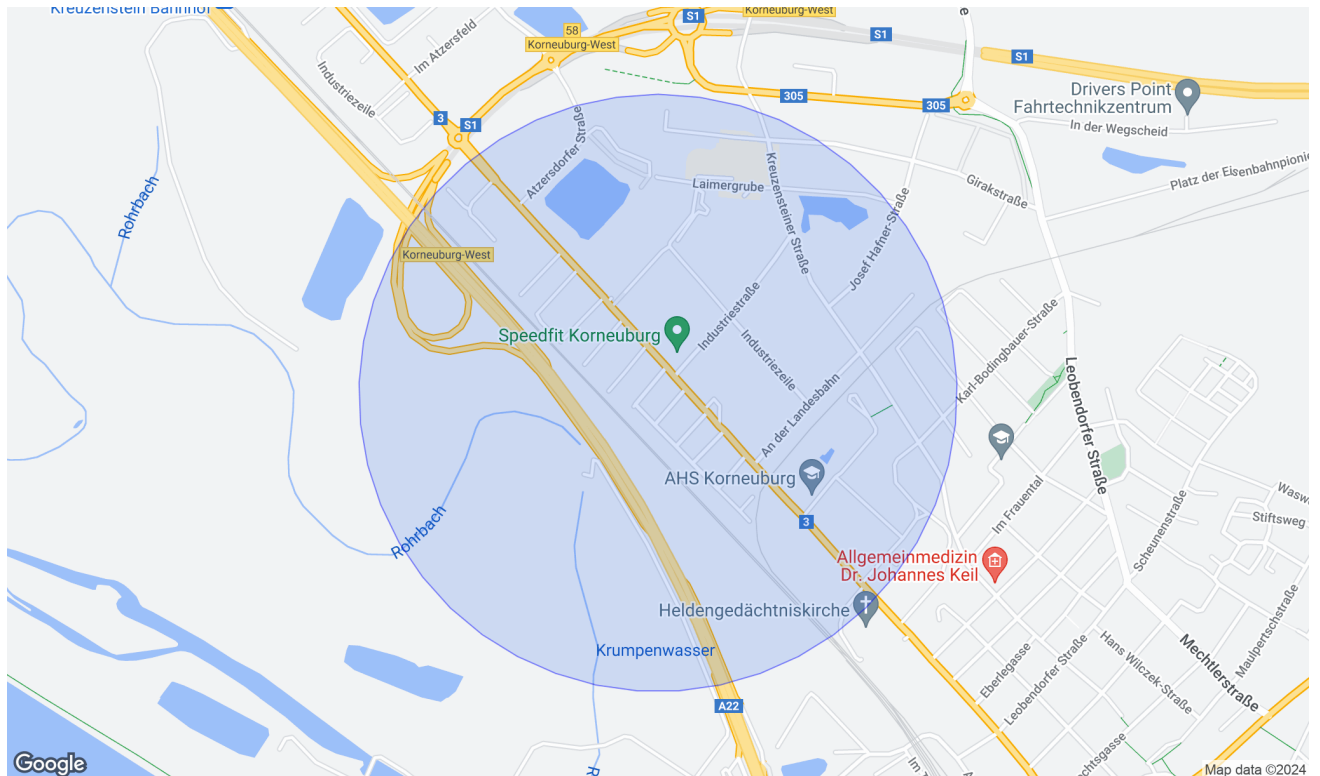 Kreuzenstein Bahnhof
S1
Korneuburg-West
e
58
Korneuburg-West
S1
S1
Im Atzersfeld
Industriezeile
305
305
Drivers Point
Fahrtechnikzentrum
In der Wegscheid
3
S1
Atzersdorfer Straße
Kreuzensteiner Straße
Laimergrube
Girakstraße
Platz der Eisenbahnpionie
Rohrbach
Josef Hafner-Straße
Korneuburg-West
Speedfit Korneuburg
Industriestraße
Industriezeile
Karl-Bodingbauer-Straße
Leobendorfer Straße
An der Landesbahn
AHS Korneuburg
Im Frauental
Scheunenstraße
Wasw
Stiftsweg
Rohrbach
3
Allgemeinmedizin
Dr. Johannes Keil
Heldengedächtniskirche
Krumpenwasser
Eberlegasse
Leobendorfer Straße
Hans Wilczek-Straße
Mechtlerstraße
Maulpertschstraße
A22
chtsgasse
Im z
R
Google
Map data ©2024